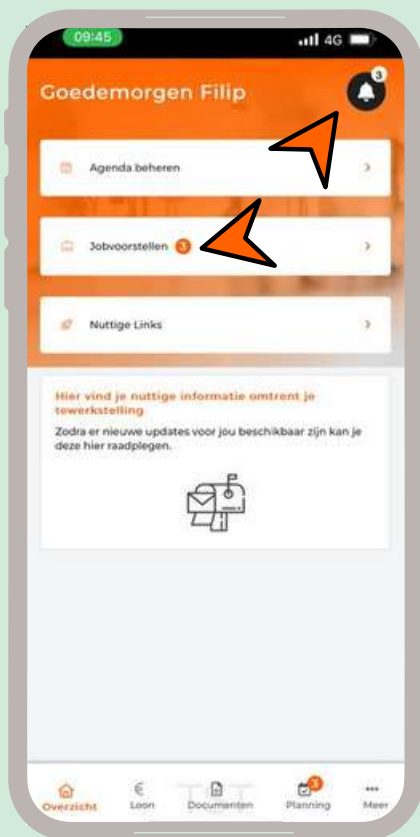 09:45
4G
Goedemorgen Filip
3
Agenda beheren
Jobvoorstellen 3
Nuttige Links
Hier vind je nuttige informatie omtrent je
tewerkstelling
Zodra er nieuwe updates voor jou beschikbaar zijn kan je
deze hier raadplegen.
3
Overzicht Loon Documenten Planning Meer